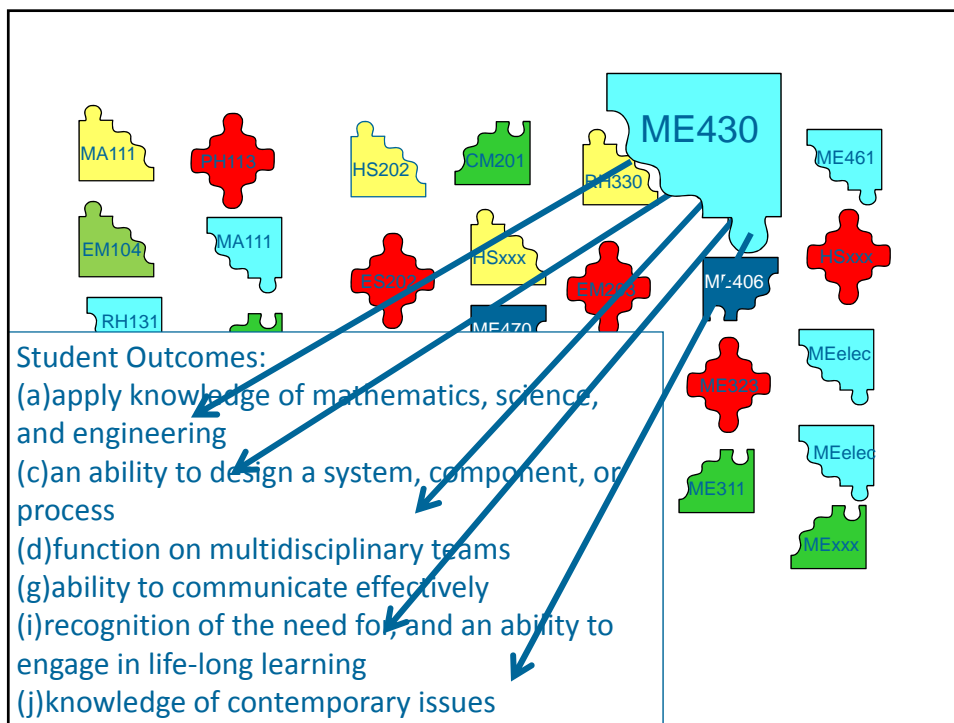 ME430
MA111
PH113
HS202
CM201
RH330
ME461
EM104
MA111
ES202
HSxxx
ME406
HSxxx
RH131
ME470
ME323
MEelec
MEelec
ME311
MExxx
Student Outcomes:
(a)apply knowledge of mathematics, science,
and engineering
(c)an ability to design a system, component, or
process
(d)function on multidisciplinary teams
(g)ability to communicate effectively
(i)recognition of the need for, and an ability to
engage in life-long learning
(j)knowledge of contemporary issues